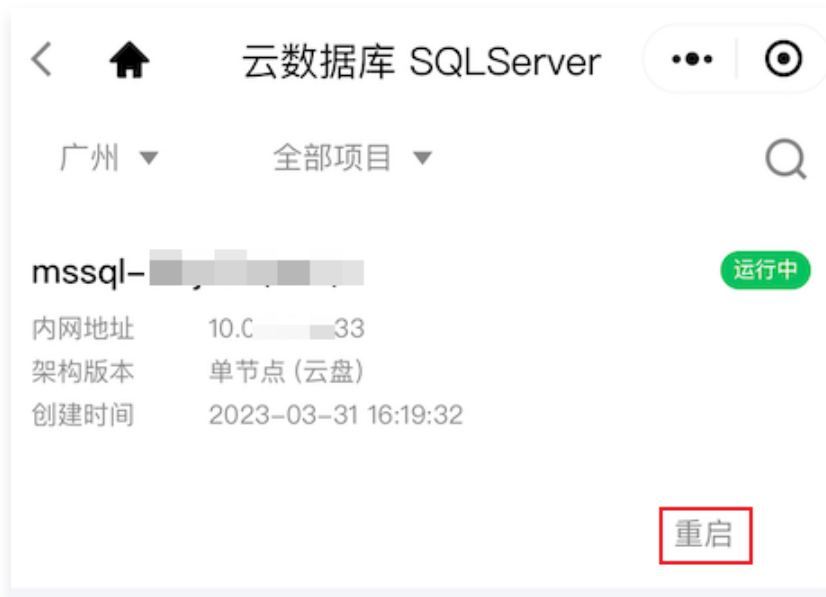 云数据库 SQLServer
广州 全部项目
mssql- 运行中
内网地址 10.0 33
架构版本 单节点 (云盘)
创建时间 2023-03-31 16:19:32
重启